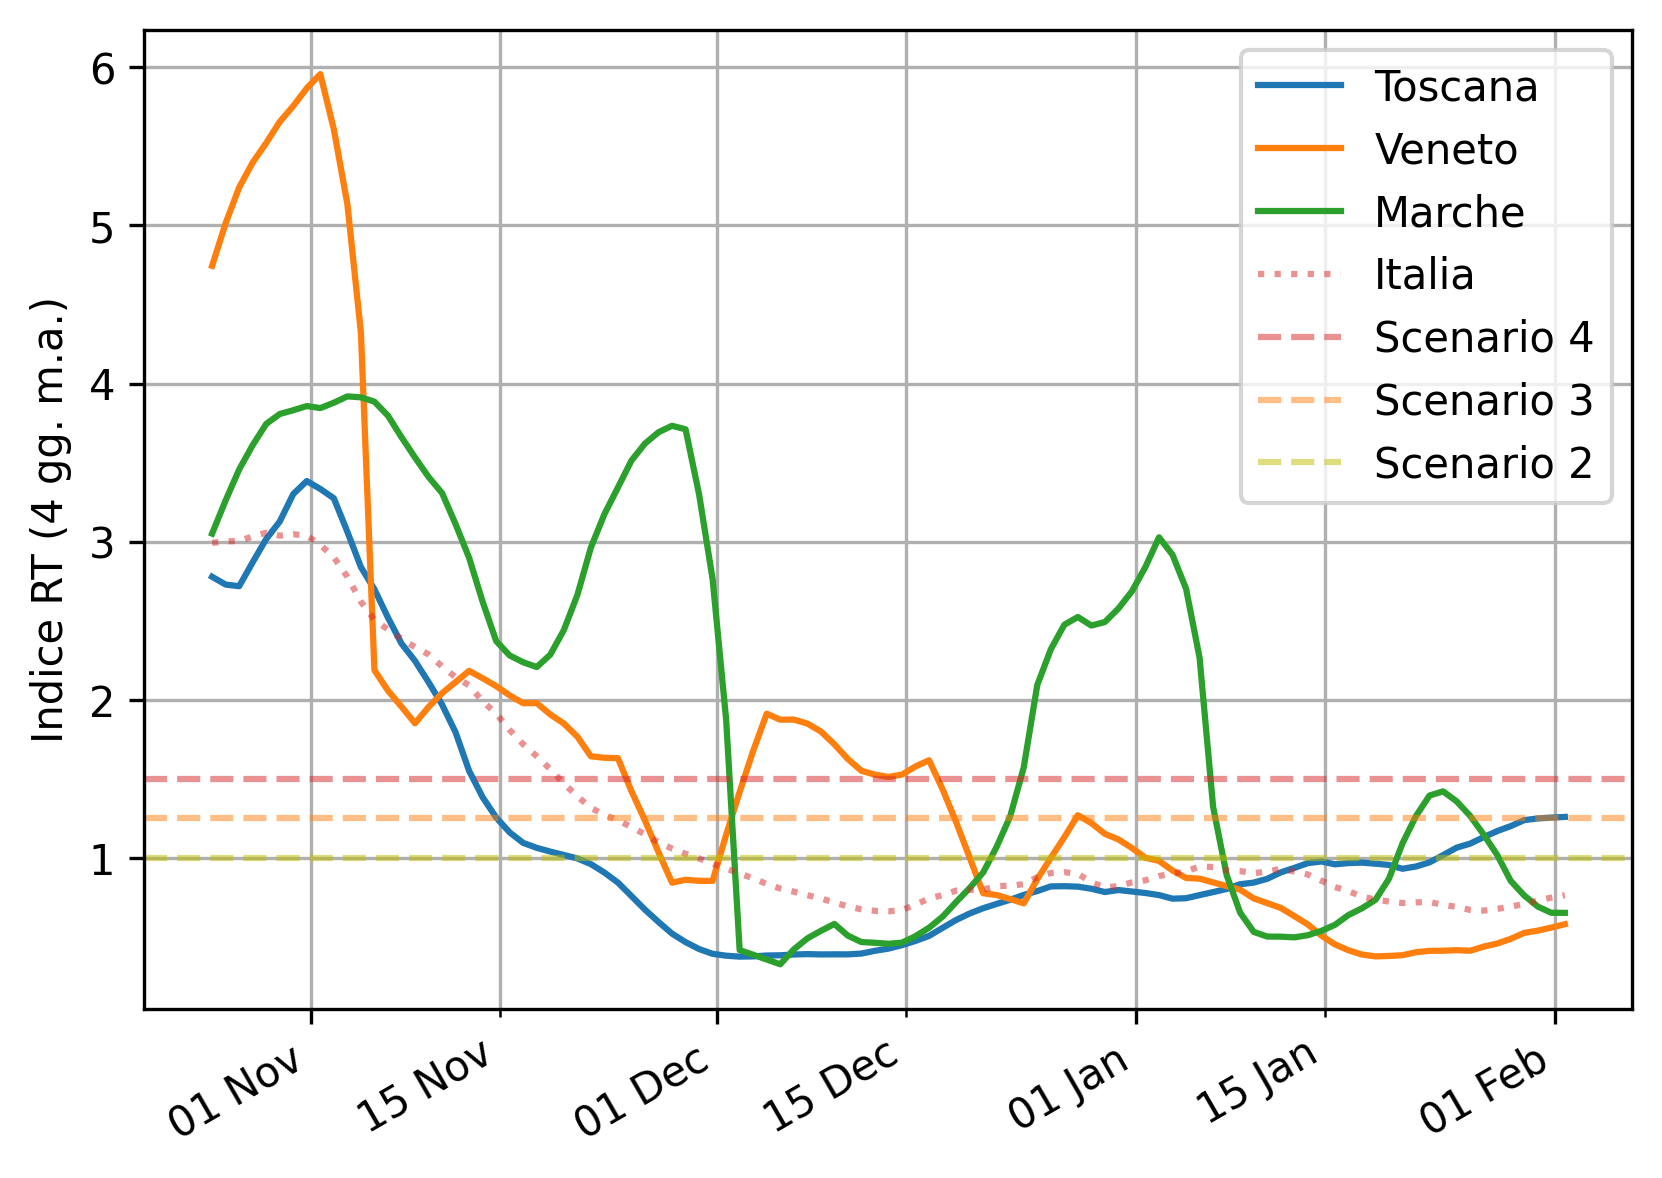 Indice RT (4 gg. m.a.)
6
5
4
3
2
1
Toscana
Veneto
Marche
Italia
Scenario 4
Scenario 3
Scenario 2
01 Nov
15 Nov
01 Dec
15 Dec
01 Jan
15 Jan
01 Feb